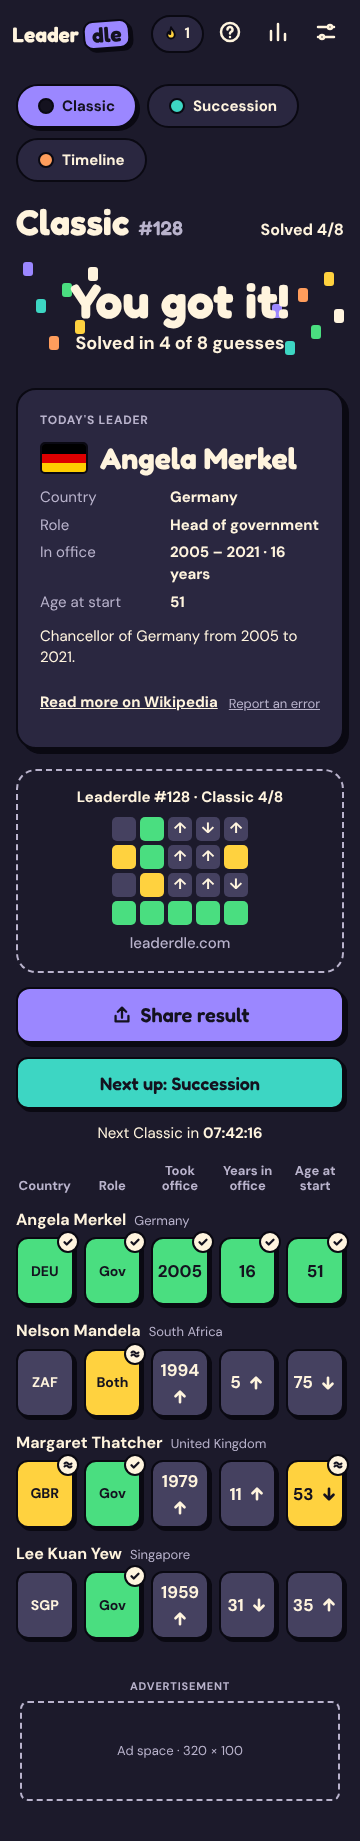 Leader dle 1
Classic Succession
Timeline
Classic #128 Solved 4/8
You got it!
Solved in 4 of 8 guesses
TODAY'S LEADER
Angela Merkel
Country Germany
Role Head of government
In office 2005 – 2021 · 16
years
Age at start 51
Chancellor of Germany from 2005 to
2021.
Read more on Wikipedia Report an error
Leaderdle #128 · Classic 4/8
↑ ↓ ↑
↑ ↑
↑ ↑ ↓
leaderdle.com
Share result
Next up: Succession
Next Classic in 07:42:16
Country Role Took office Years in office Age at start
Angela Merkel Germany
DEU Gov 2005 16 51
Nelson Mandela South Africa
ZAF Both 1994 ↑ 5 ↑ 75 ↓
Margaret Thatcher United Kingdom
GBR Gov 1979 ↑ 11 ↑ 53 ↓
Lee Kuan Yew Singapore
SGP Gov 1959 ↑ 31 ↓ 35 ↑
ADVERTISEMENT
Ad space · 320 × 100